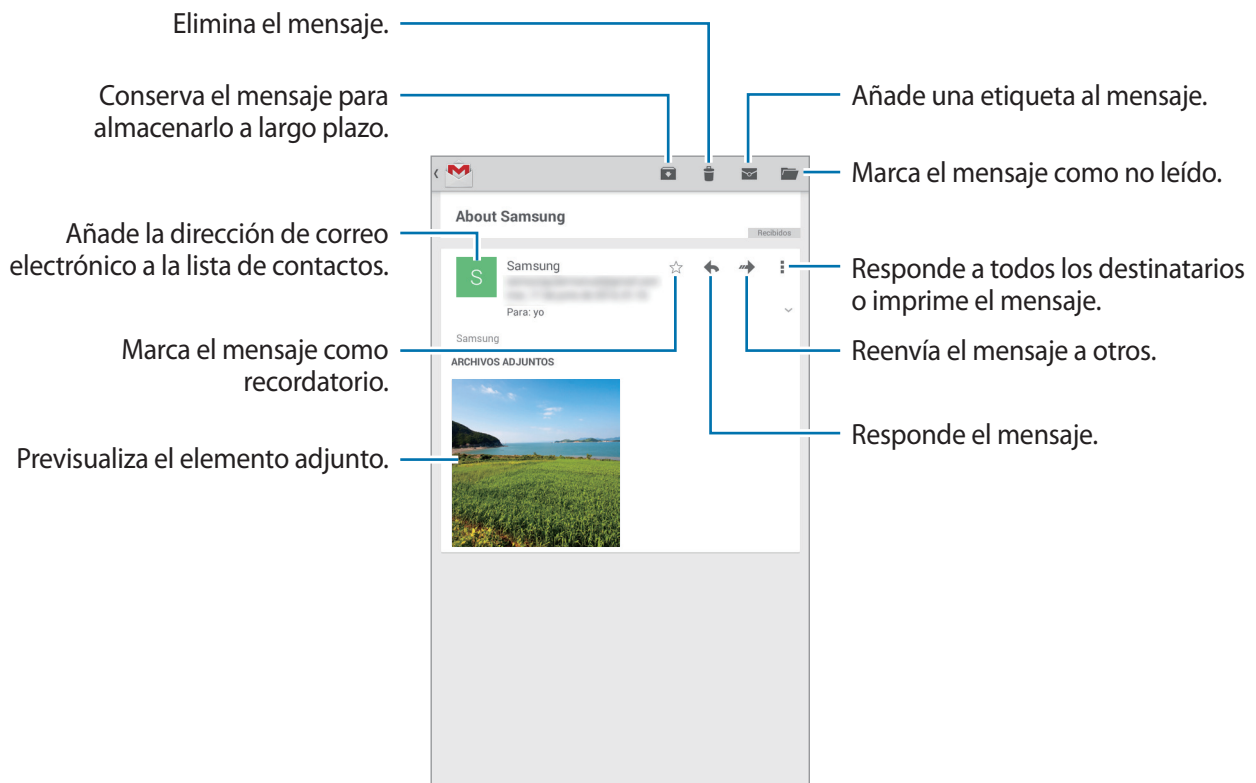 Elimina el mensaje.
Conserva el mensaje para
almacenarlo a largo plazo.
Añade una etiqueta al mensaje.
Marca el mensaje como no leído.
About Samsung
Recibidos
Añade la dirección de correo
electrónico a la lista de contactos.
S
Samsung
Para: yo
Responde a todos los destinatarios
o imprime el mensaje.
Samsung
Marca el mensaje como
recordatorio.
Reenvía el mensaje a otros.
ARCHIVOS ADJUNTOS
Responde el mensaje.
Previsualiza el elemento adjunto.